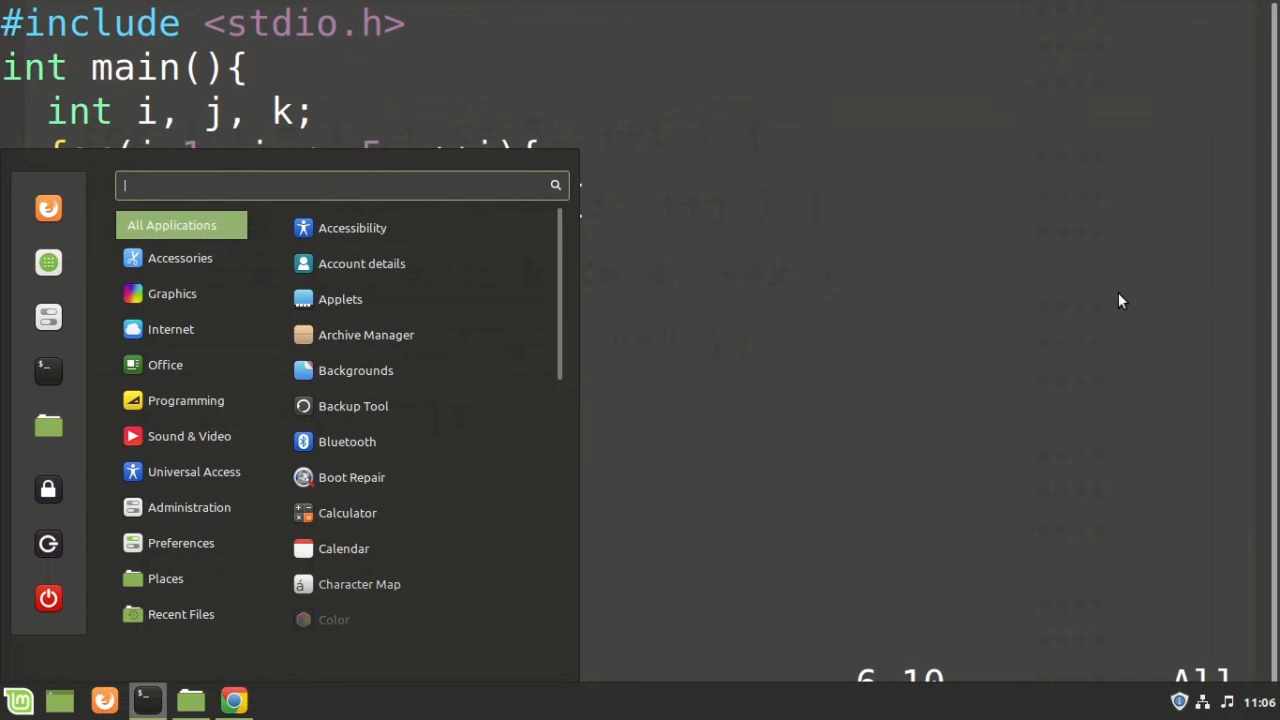 #include <stdio.h>
int main(){
int i, j, k;
All Applications
Accessories
Graphics
Internet
Office
Programming
Sound & Video
Universal Access
Administration
Preferences
Places
Recent Files
Accessibility
Account details
Applets
Archive Manager
Backgrounds
Backup Tool
Bluetooth
Boot Repair
Calculator
Calendar
Character Map
Color
6,10 All
11:06